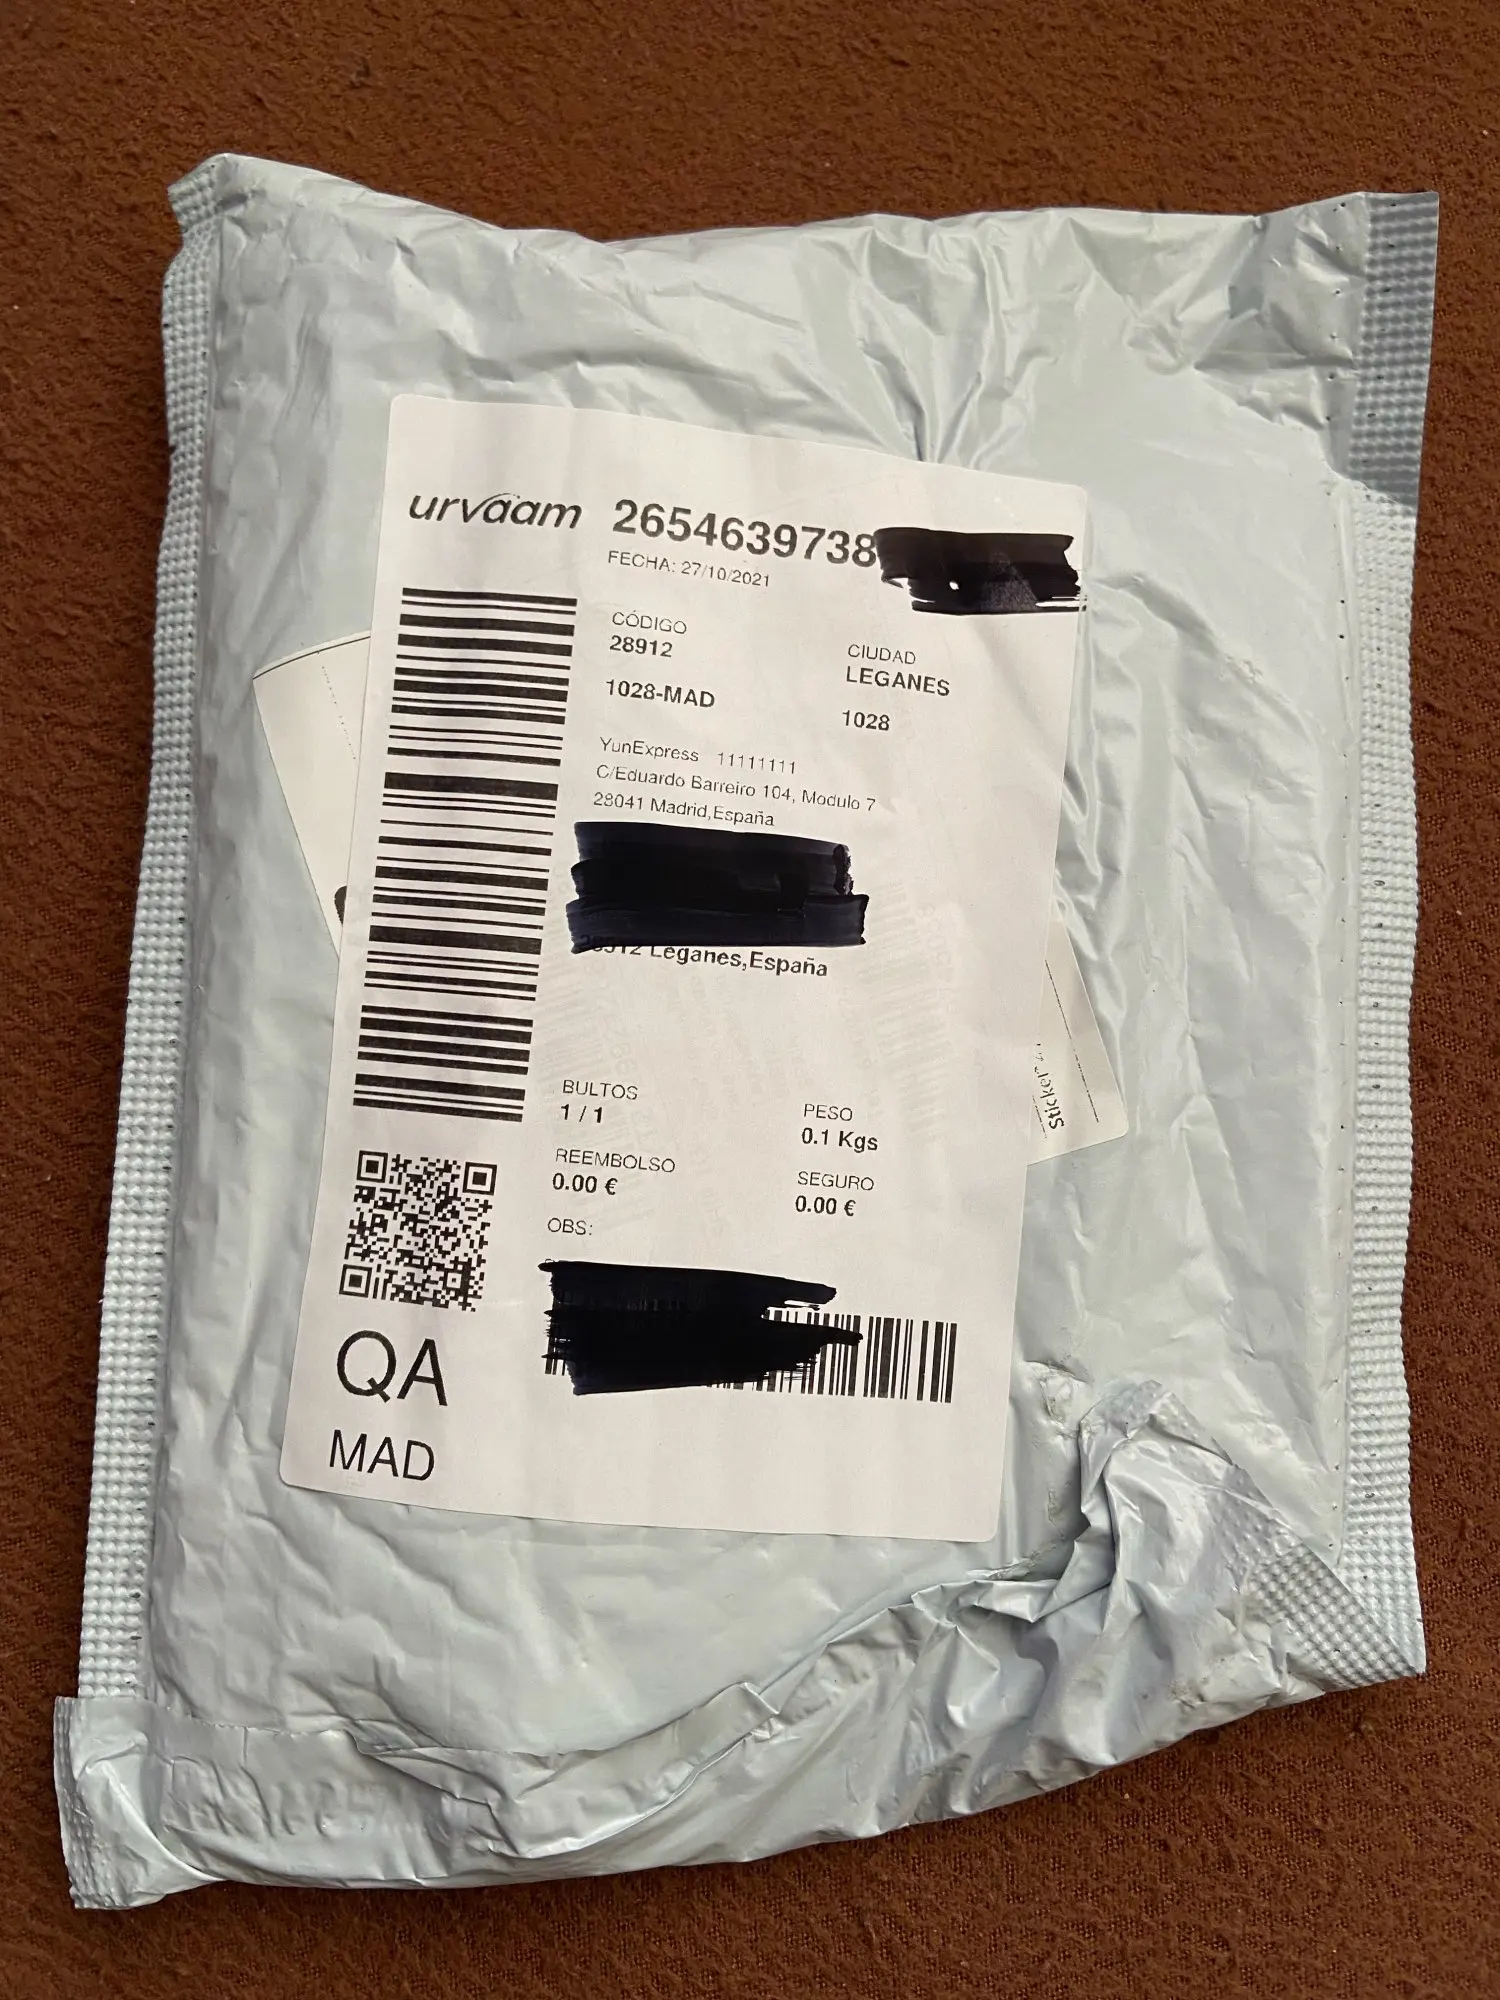 urvaam 2654639738
FECHA: 27/10/2021
CÓDIGO
28912
CIUDAD
LEGANES
1028-MAD
1028
YunExpress 11111111
C/Eduardo Barreiro 104, Modulo 7
28041 Madrid,España
Leganes,España
BULTOS
1 / 1
PESO
0.1 Kgs
REEMBOLSO
0.00 €
SEGURO
0.00 €
OBS:
QA
MAD
Sticker